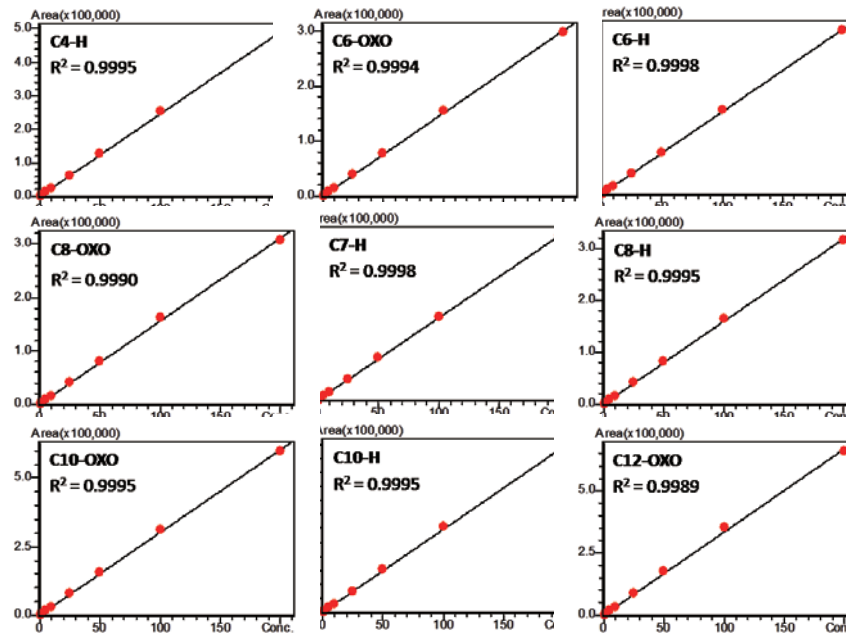 Area(x100,000)
5.0
C4-H
R² = 0.9995
4.0
3.0
2.0
1.0
0.0
50
100
Area(x100,000)
3.0
C6-OXO
R² = 0.9994
2.0
1.0
0.0
rea(x100,000)
C6-H
R² = 0.9998
50
100
150
Area(x100,000)
3.0
C8-OXO
R² = 0.9990
2.0
1.0
0.0
0
50
100
150
Conc.
rea(x100,000)
C7-H
R² = 0.9998
50
100
Area(x100,000)
3.0
C8-H
R² = 0.9995
2.0
1.0
0.0
0
50
100
150
Conc.
Area(x100,000)
C10-OXO
R² = 0.9995
5.0
2.5
0.0
0
50
100
150
Conc.
C10-H
R² = 0.9995
0
50
100
150
Area(x100,000)
C12-OXO
R² = 0.9989
5.0
2.5
0.0
0
50
100
150
Conc.